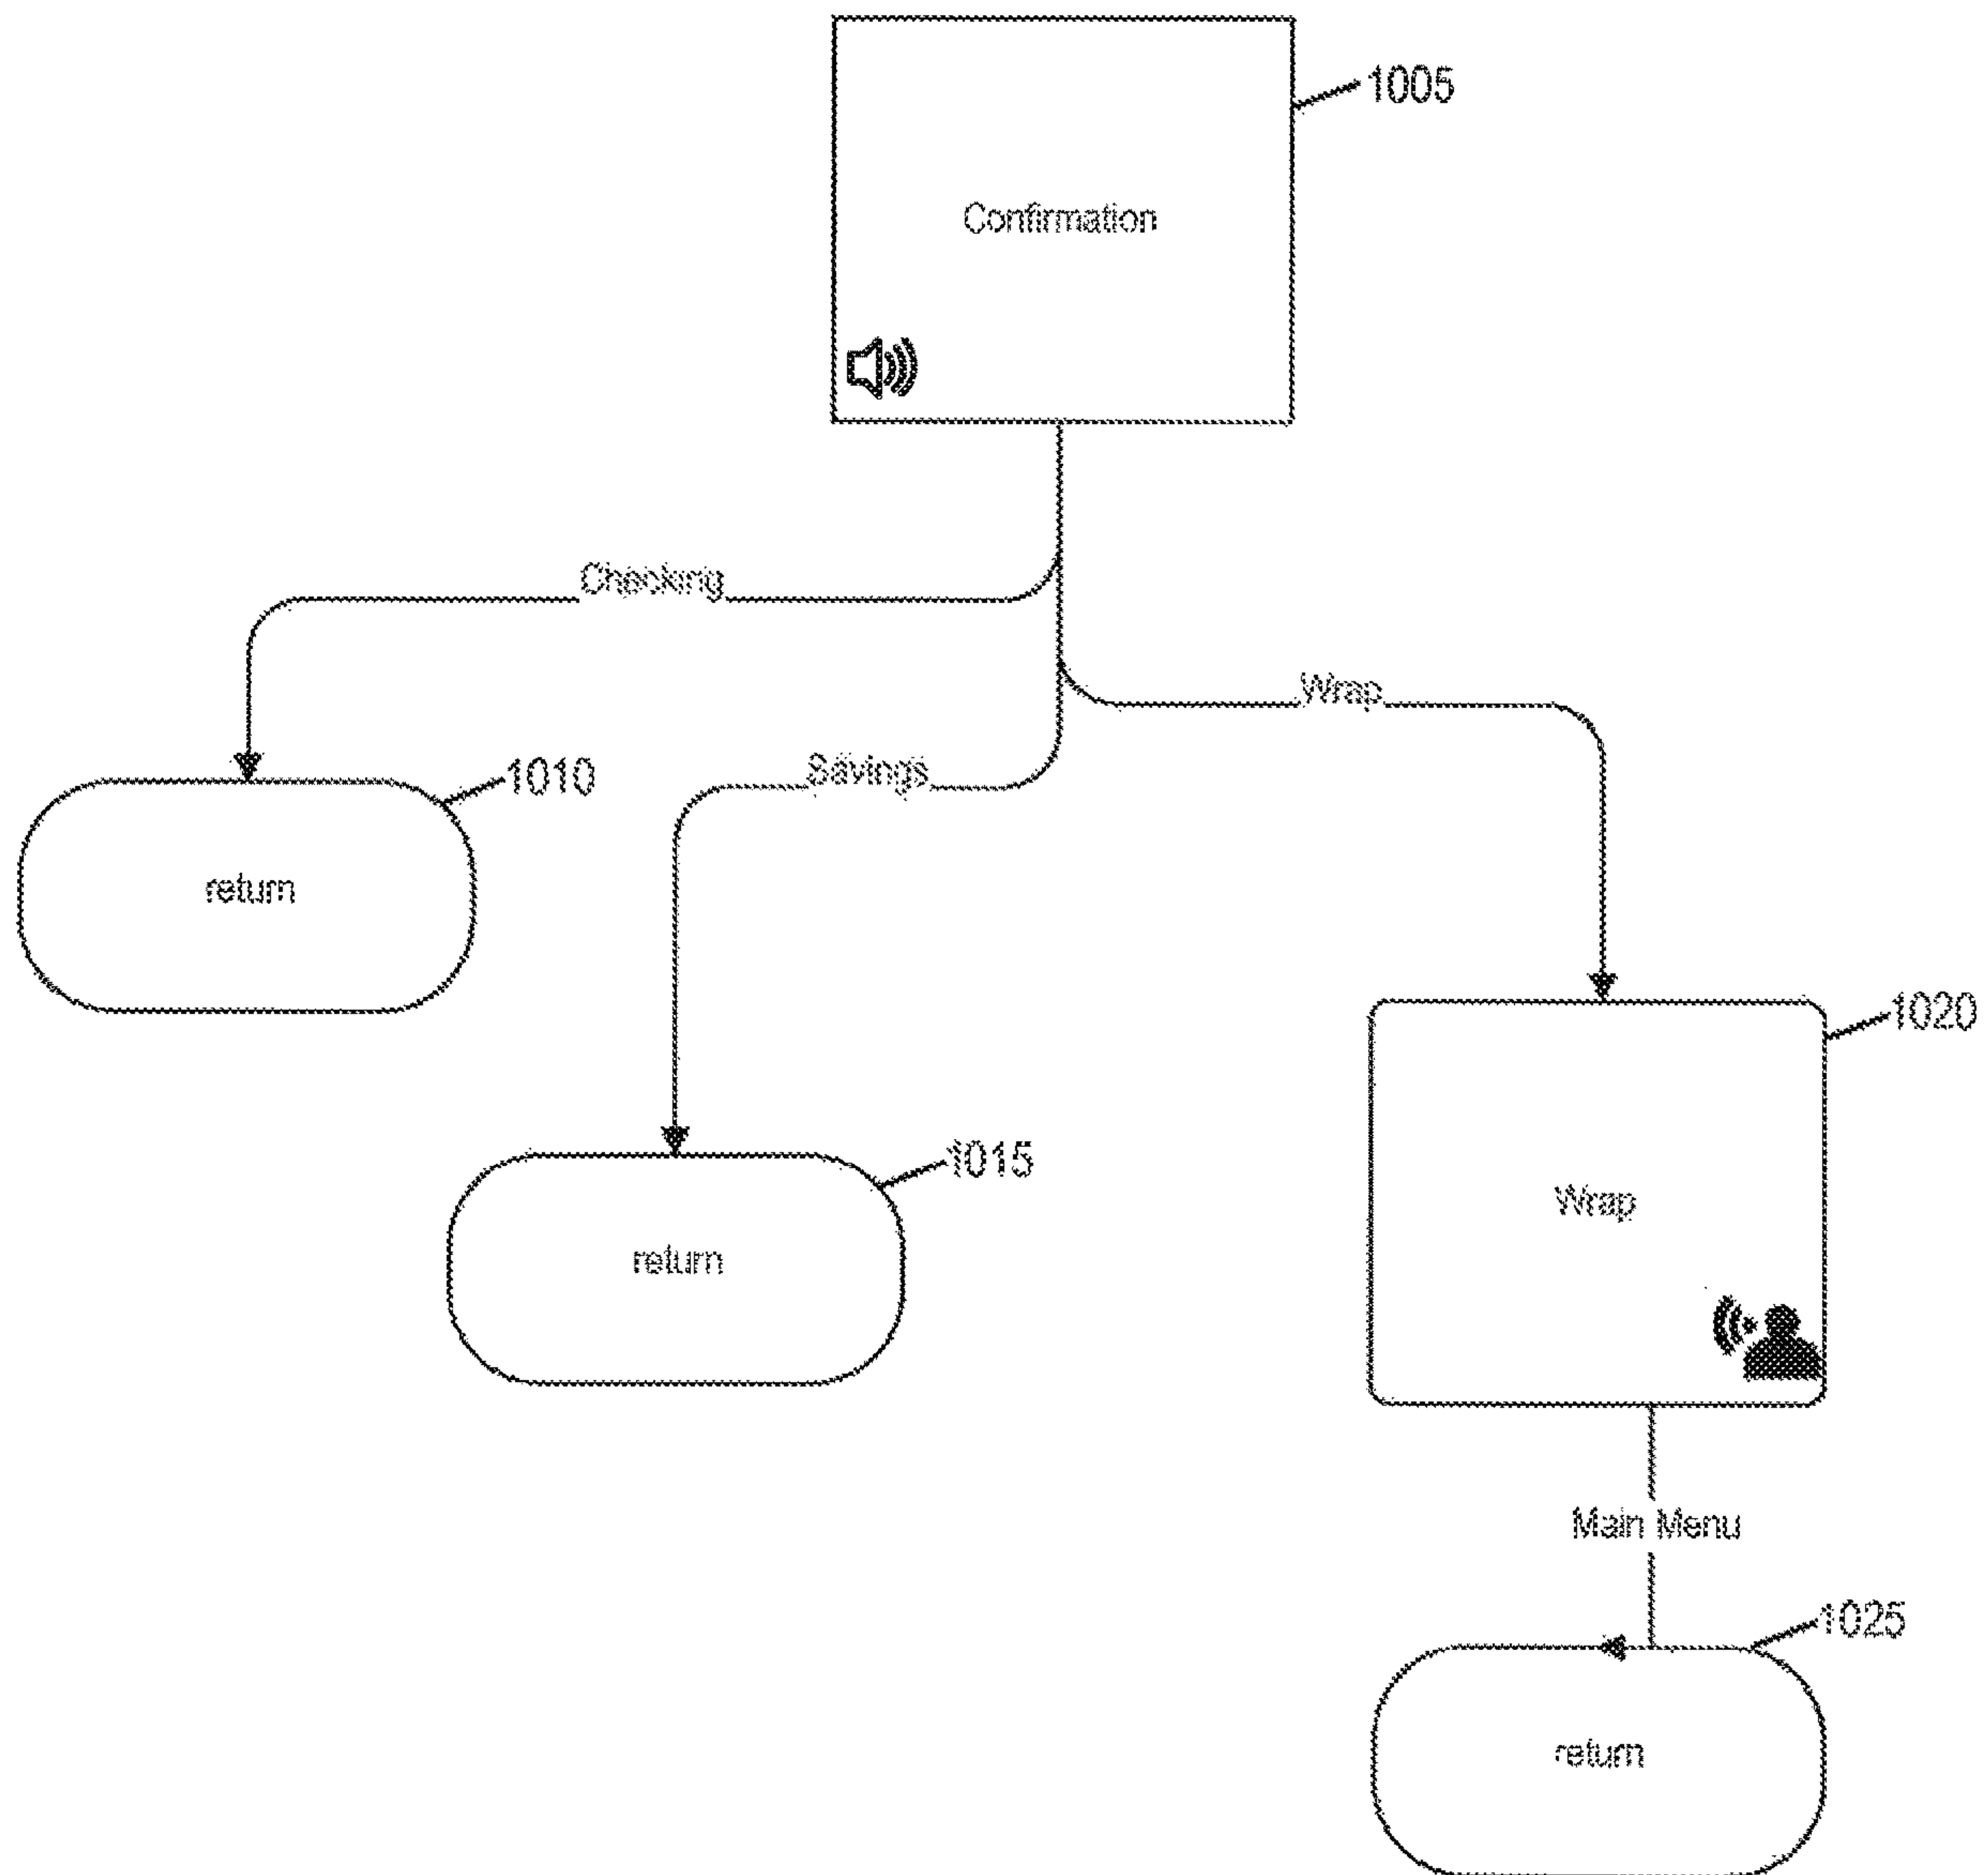 1005
Confirmation
Checking
Wrap
Savings
1010
return
1020
1015
Wrap
return
Main Menu
1025
return